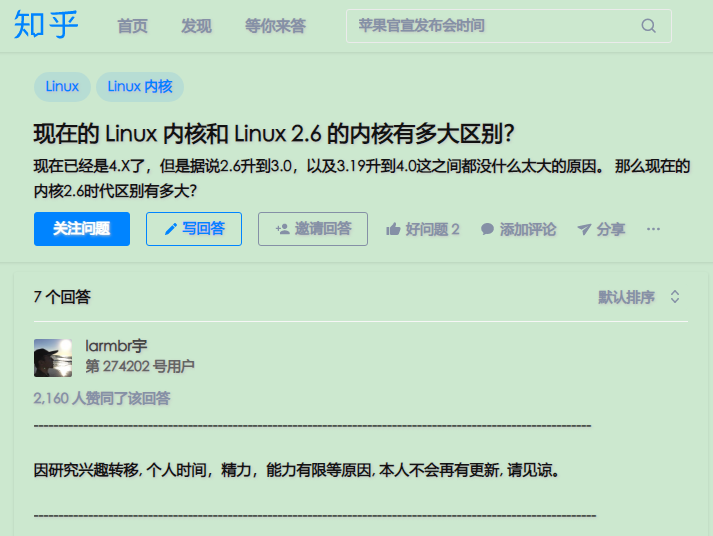 知乎 首页 发现 等你来答 苹果官宣发布会时间
Linux Linux 内核
现在的 Linux 内核和 Linux 2.6 的内核有多大区别?
现在已经是4.X了，但是据说2.6升到3.0，以及3.19升到4.0这之间都没什么太大的原因。 那么现在的
内核2.6时代区别有多大?
关注问题 写回答 邀请回答 好问题 2 添加评论 分享 ···
7 个回答 默认排序
larmbr宇
第 274202 号用户
2,160 人赞同了该回答
因研究兴趣转移, 个人时间，精力，能力有限等原因, 本人不会再有更新, 请见谅。